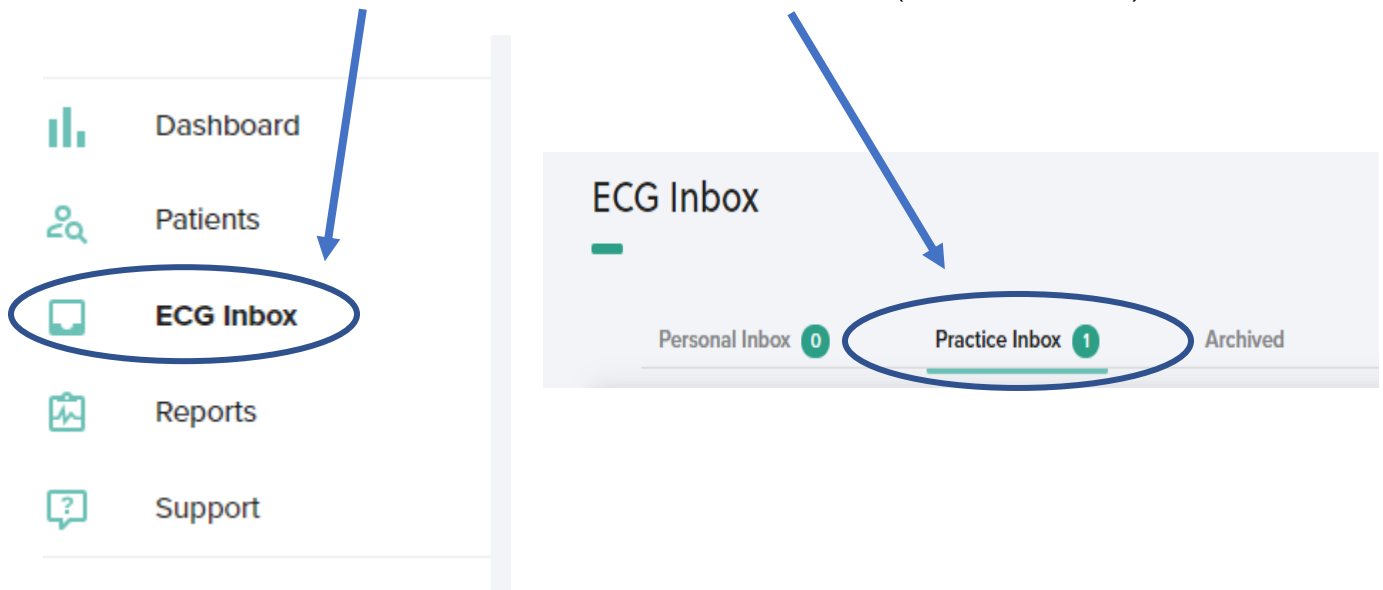 Dashboard
Patients
ECG Inbox
Reports
Support
ECG Inbox
Personal Inbox 0
Practice Inbox 1
Archived